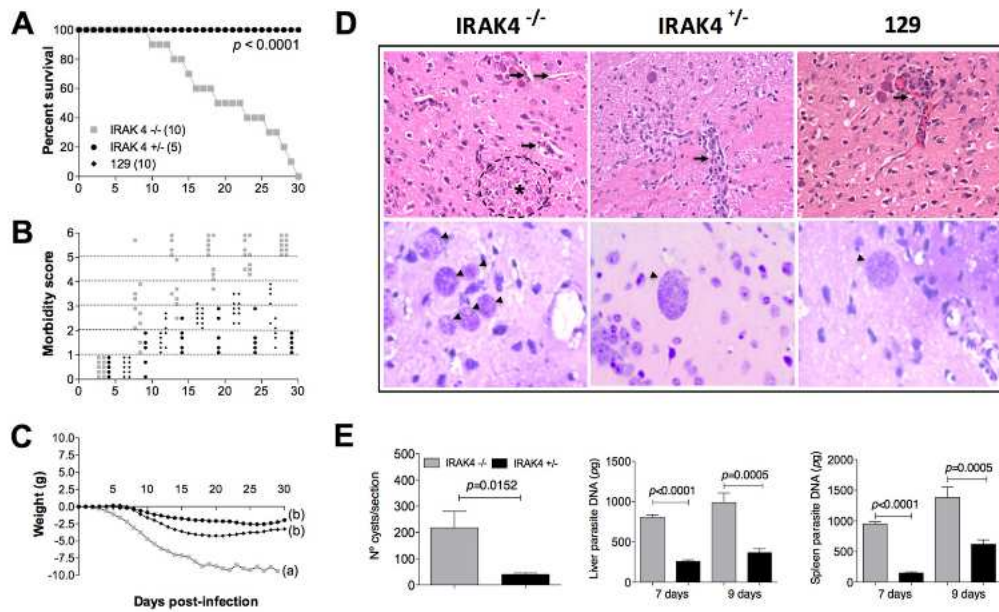 A
Percent survival
100
80
60
40
20
0
p < 0.0001
IRAK 4 -/- (10)
IRAK 4 +/- (5)
129 (10)
0 5 10 15 20 25 30
B
Morbidity score
6
5
4
3
2
1
0
0 5 10 15 20 25 30
C
Weight (g)
10.0
7.5
5.0
2.5
0.0
-2.5
-5.0
-7.5
-10.0
0 10 20 30
(b)
(b)
(a)
Days post-infection
D
IRAK4 -/- IRAK4 +/- 129
*
E
Nº cysts/section
500
400
300
200
100
0
IRAK4 -/- IRAK4 +/-
p=0.0152
Liver parasite DNA (pg)
1500
1000
500
0
p<0.0001
p=0.0005
7 days 9 days
Spleen parasite DNA (pg)
2000
1500
1000
500
0
p<0.0001
p=0.0005
7 days 9 days